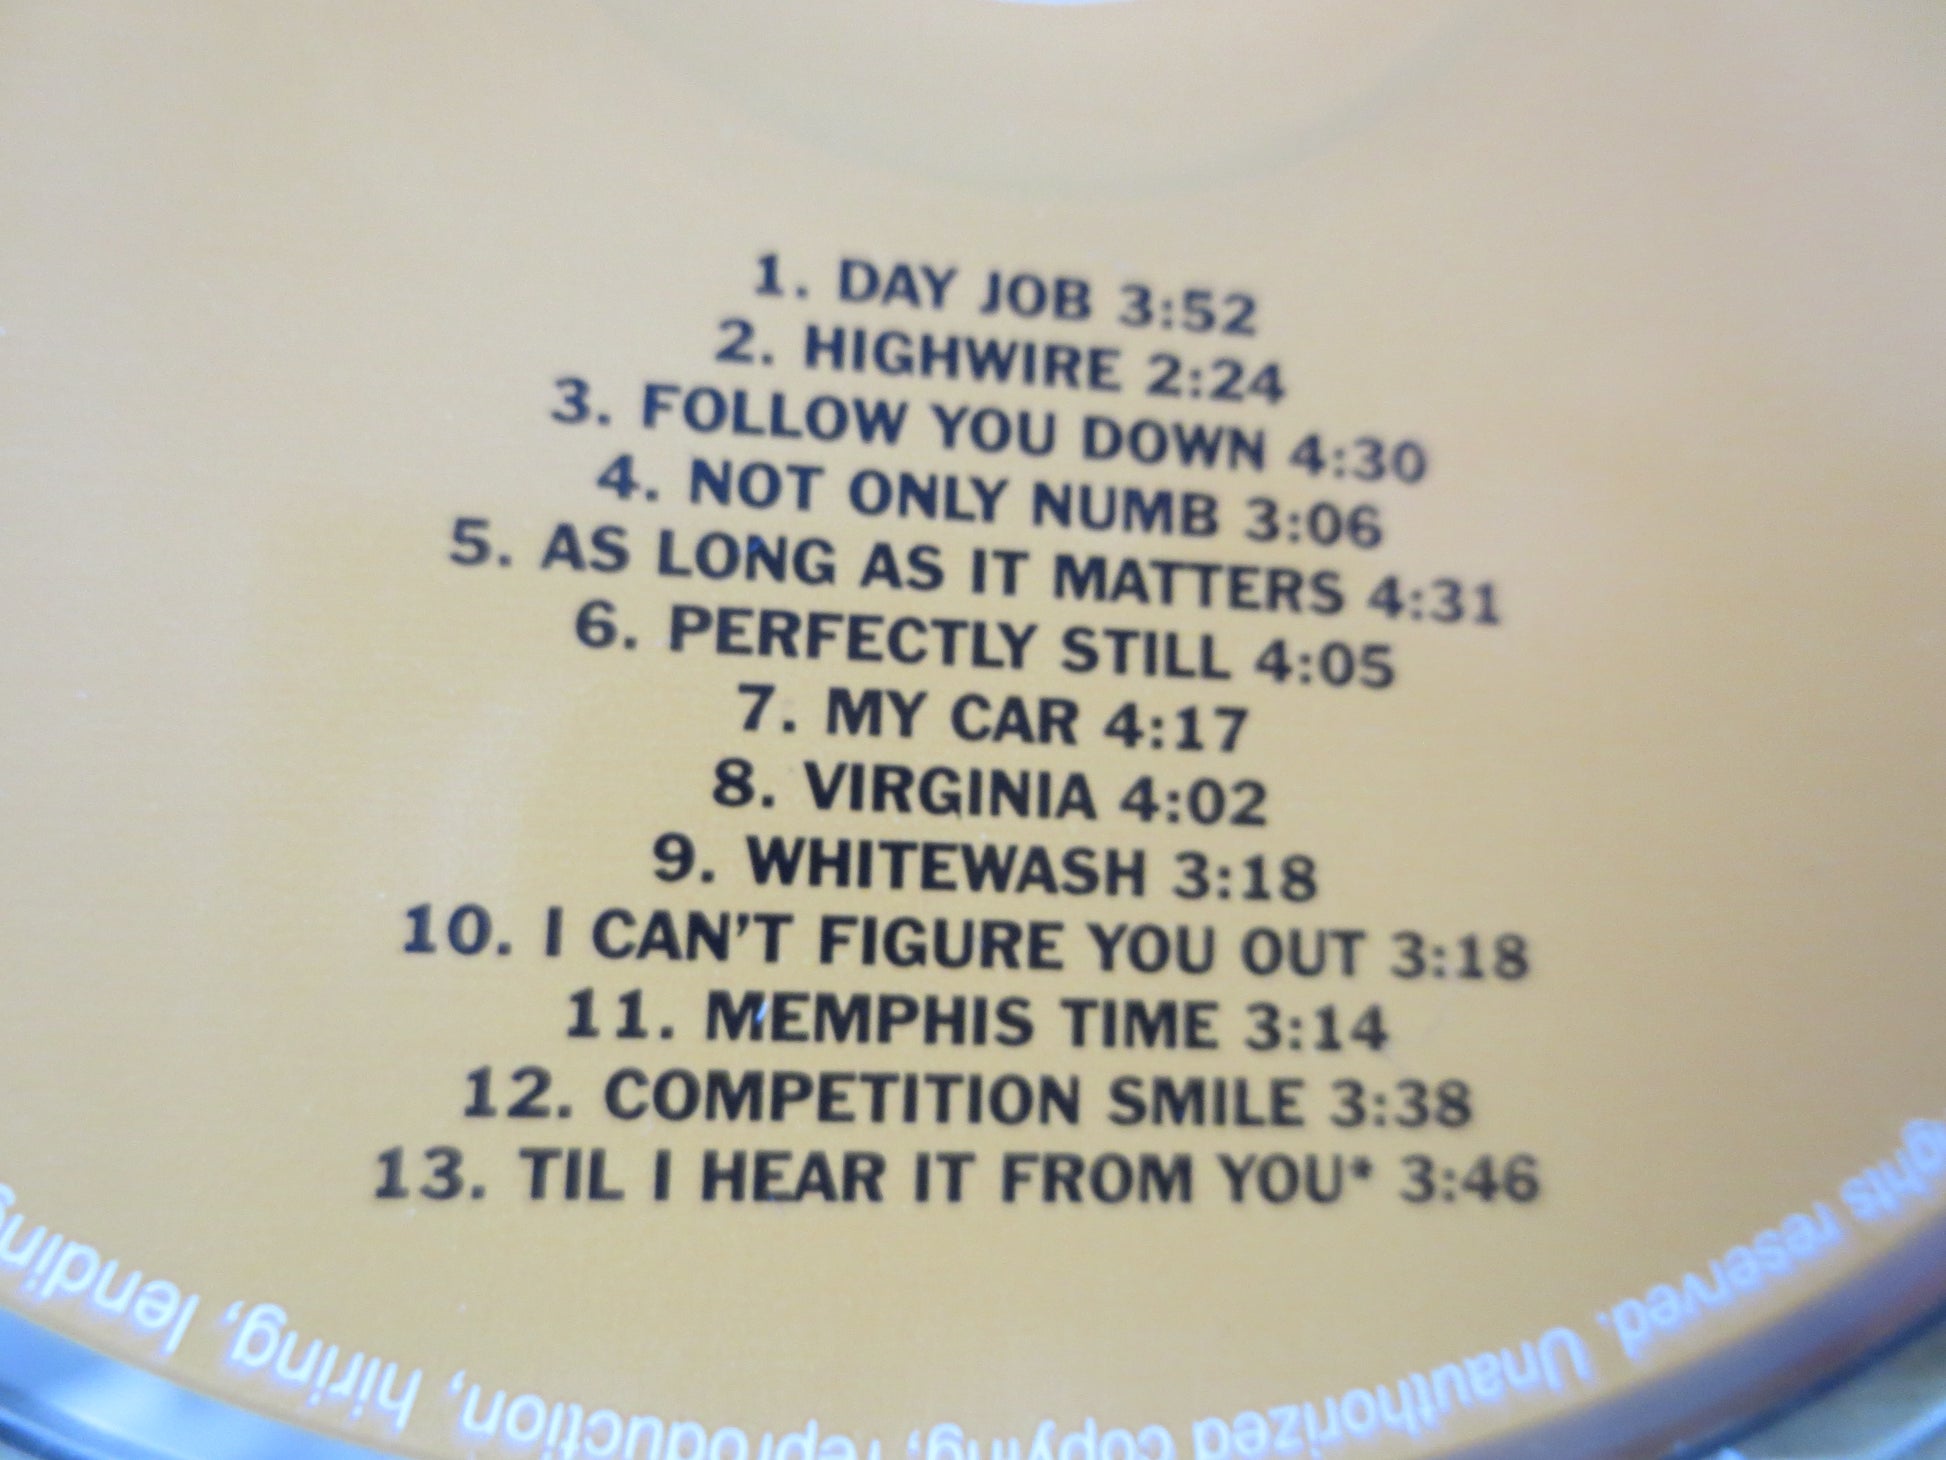 1. DAY JOB 3:52
2. HIGHWIRE 2:24
3. FOLLOW YOU DOWN 4:30
4. NOT ONLY NUMB 3:06
5. AS LONG AS IT MATTERS 4:31
6. PERFECTLY STILL 4:05
7. MY CAR 4:17
8. VIRGINIA 4:02
9. WHITEWASH 3:18
10. I CAN'T FIGURE YOU OUT 3:18
11. MEMPHIS TIME 3:14
12. COMPETITION SMILE 3:38
13. TIL I HEAR IT FROM YOU* 3:46
reserved. Unauthorized copying, reproduction, hiring, lending